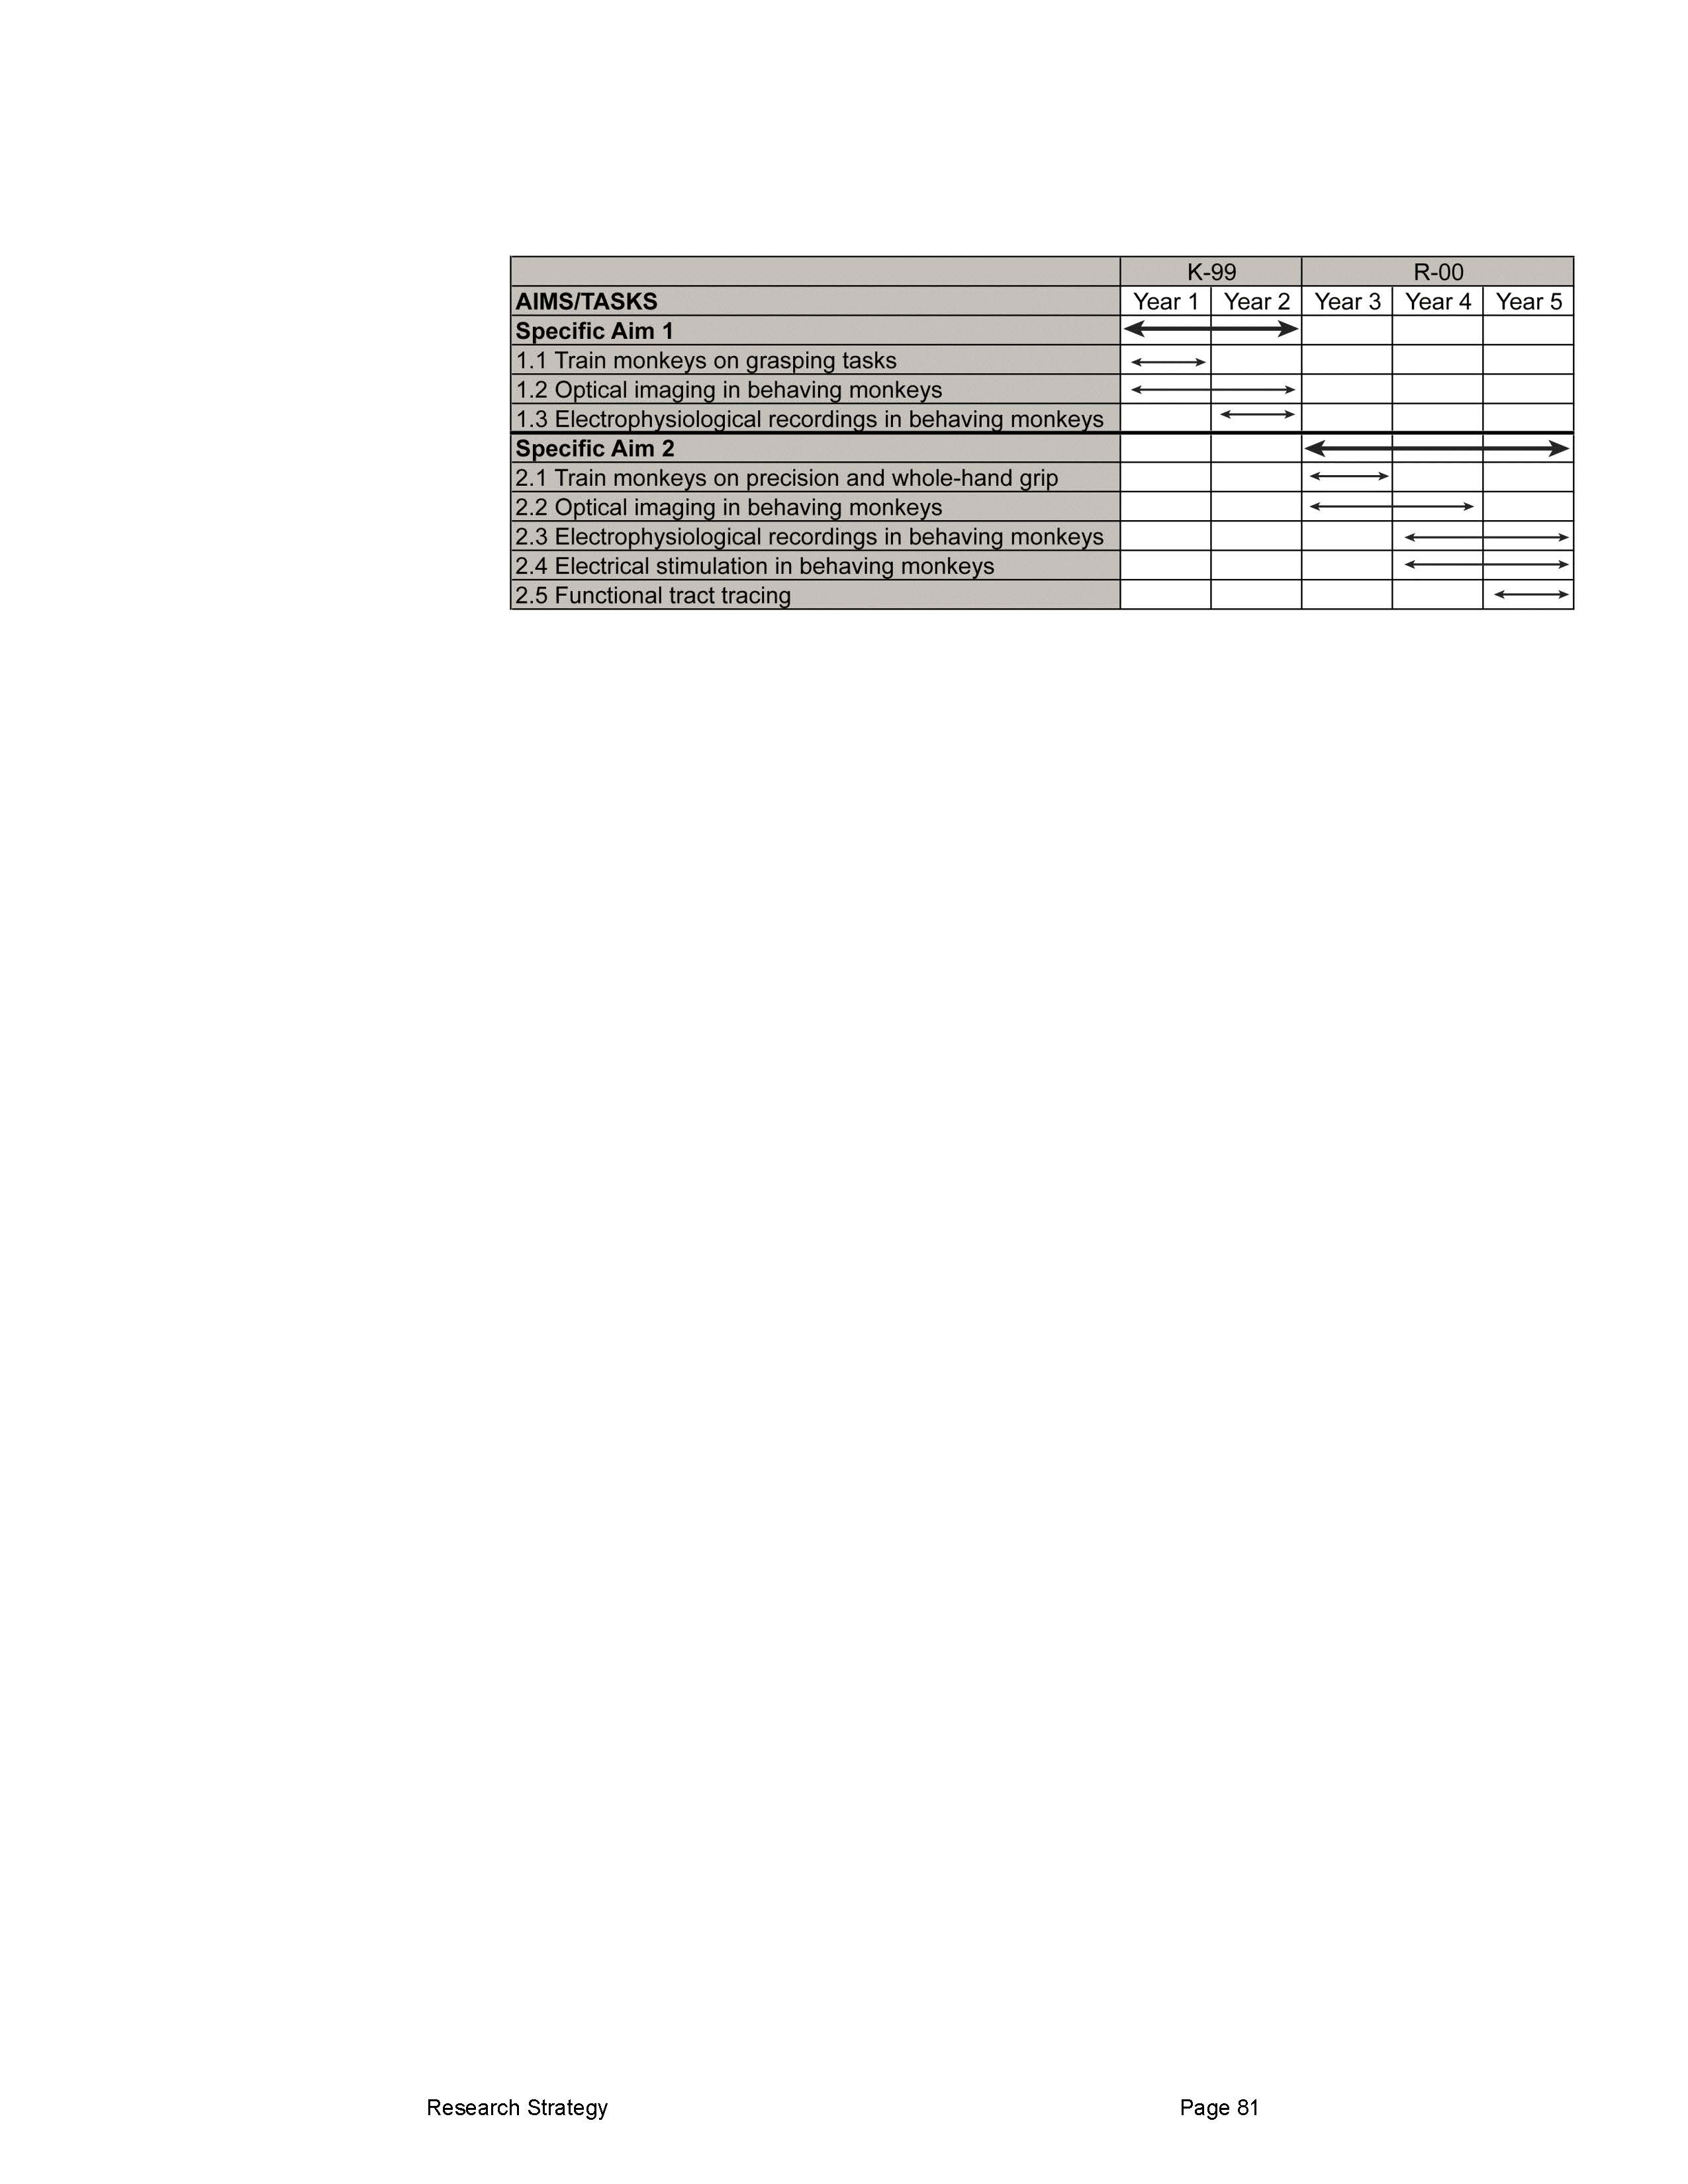 K-99 R-00
AIMS/TASKS Year 1 Year 2 Year 3 Year 4 Year 5
Specific Aim 1
1.1 Train monkeys on grasping tasks
1.2 Optical imaging in behaving monkeys
1.3 Electrophysiological recordings in behaving monkeys
Specific Aim 2
2.1 Train monkeys on precision and whole-hand grip
2.2 Optical imaging in behaving monkeys
2.3 Electrophysiological recordings in behaving monkeys
2.4 Electrical stimulation in behaving monkeys
2.5 Functional tract tracing
Research Strategy Page 81